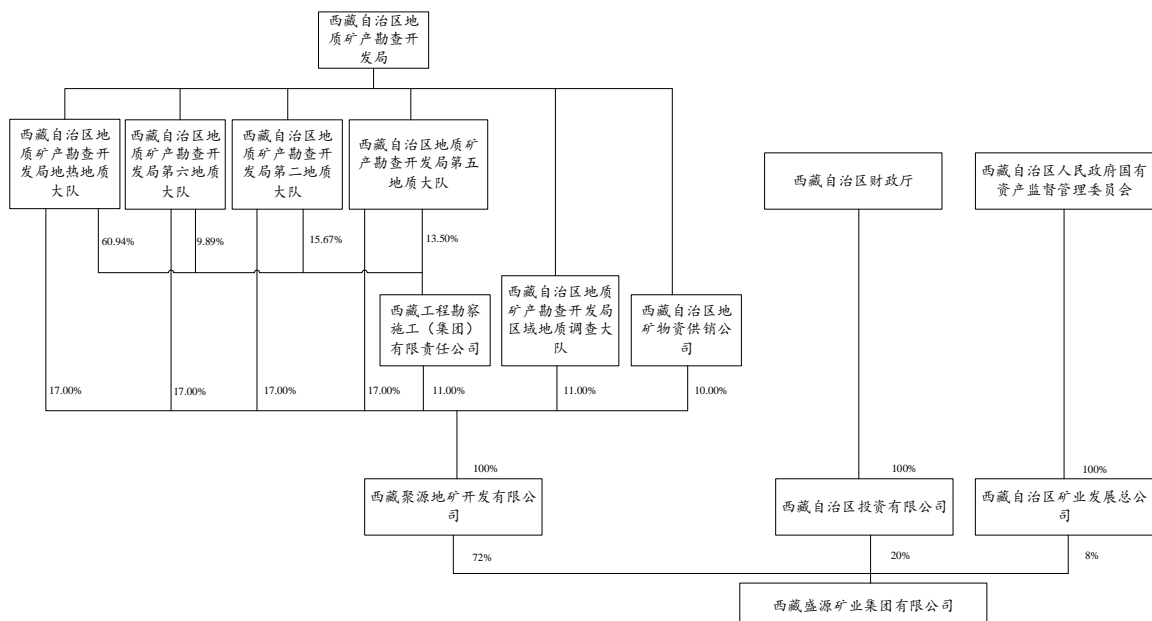 西藏自治区地
质矿产勘查开
发局
西藏自治区地
质矿产勘查开
发局地热地质
大队
西藏自治区地
质矿产勘查开
发局第六地质
大队
西藏自治区地
质矿产勘查开
发局第二地质
大队
西藏自治区地质矿
产勘查开发局第五
地质大队
西藏自治区财政厅
西藏自治区人民政府国有
资产监督管理委员会
60.94%
9.89%
15.67%
13.50%
西藏工程勘察
施工（集团）
有限责任公司
西藏自治区地质
矿产勘查开发局
区域地质调查大
队
西藏自治区地
矿物资供销公
司
17.00%
17.00%
17.00%
17.00%
11.00%
11.00%
10.00%
100%
100%
100%
西藏聚源地矿开发有限公
司
西藏自治区投资有限公司
西藏自治区矿业发展总公
司
72%
20%
8%
西藏盛源矿业集团有限公司